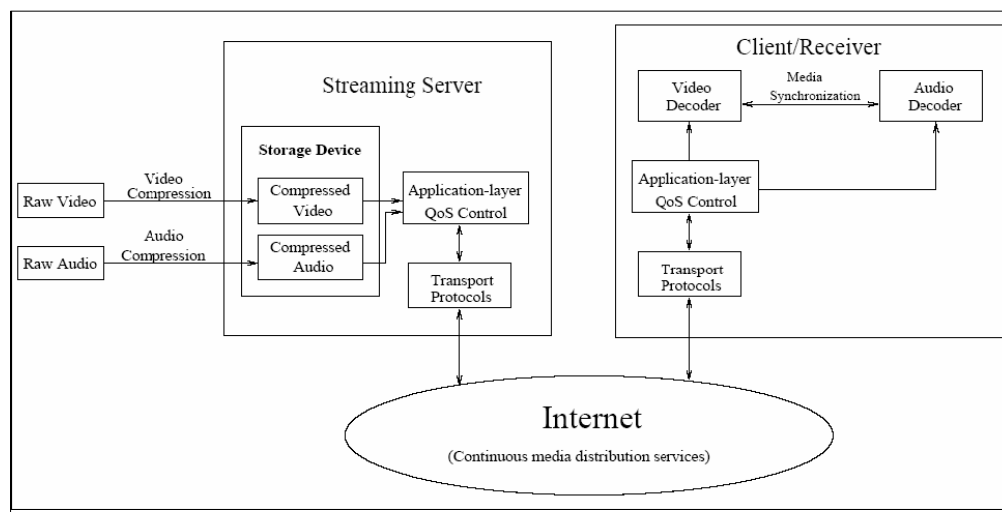 Streaming Server
Storage Device
Raw Video
Video
Compression
Compressed
Video
Application-layer
QoS Control
Raw Audio
Audio
Compression
Compressed
Audio
Transport
Protocols
Client/Receiver
Video
Decoder
Media
Synchronization
Audio
Decoder
Application-layer
QoS Control
Transport
Protocols
Internet
(Continuous media distribution services)